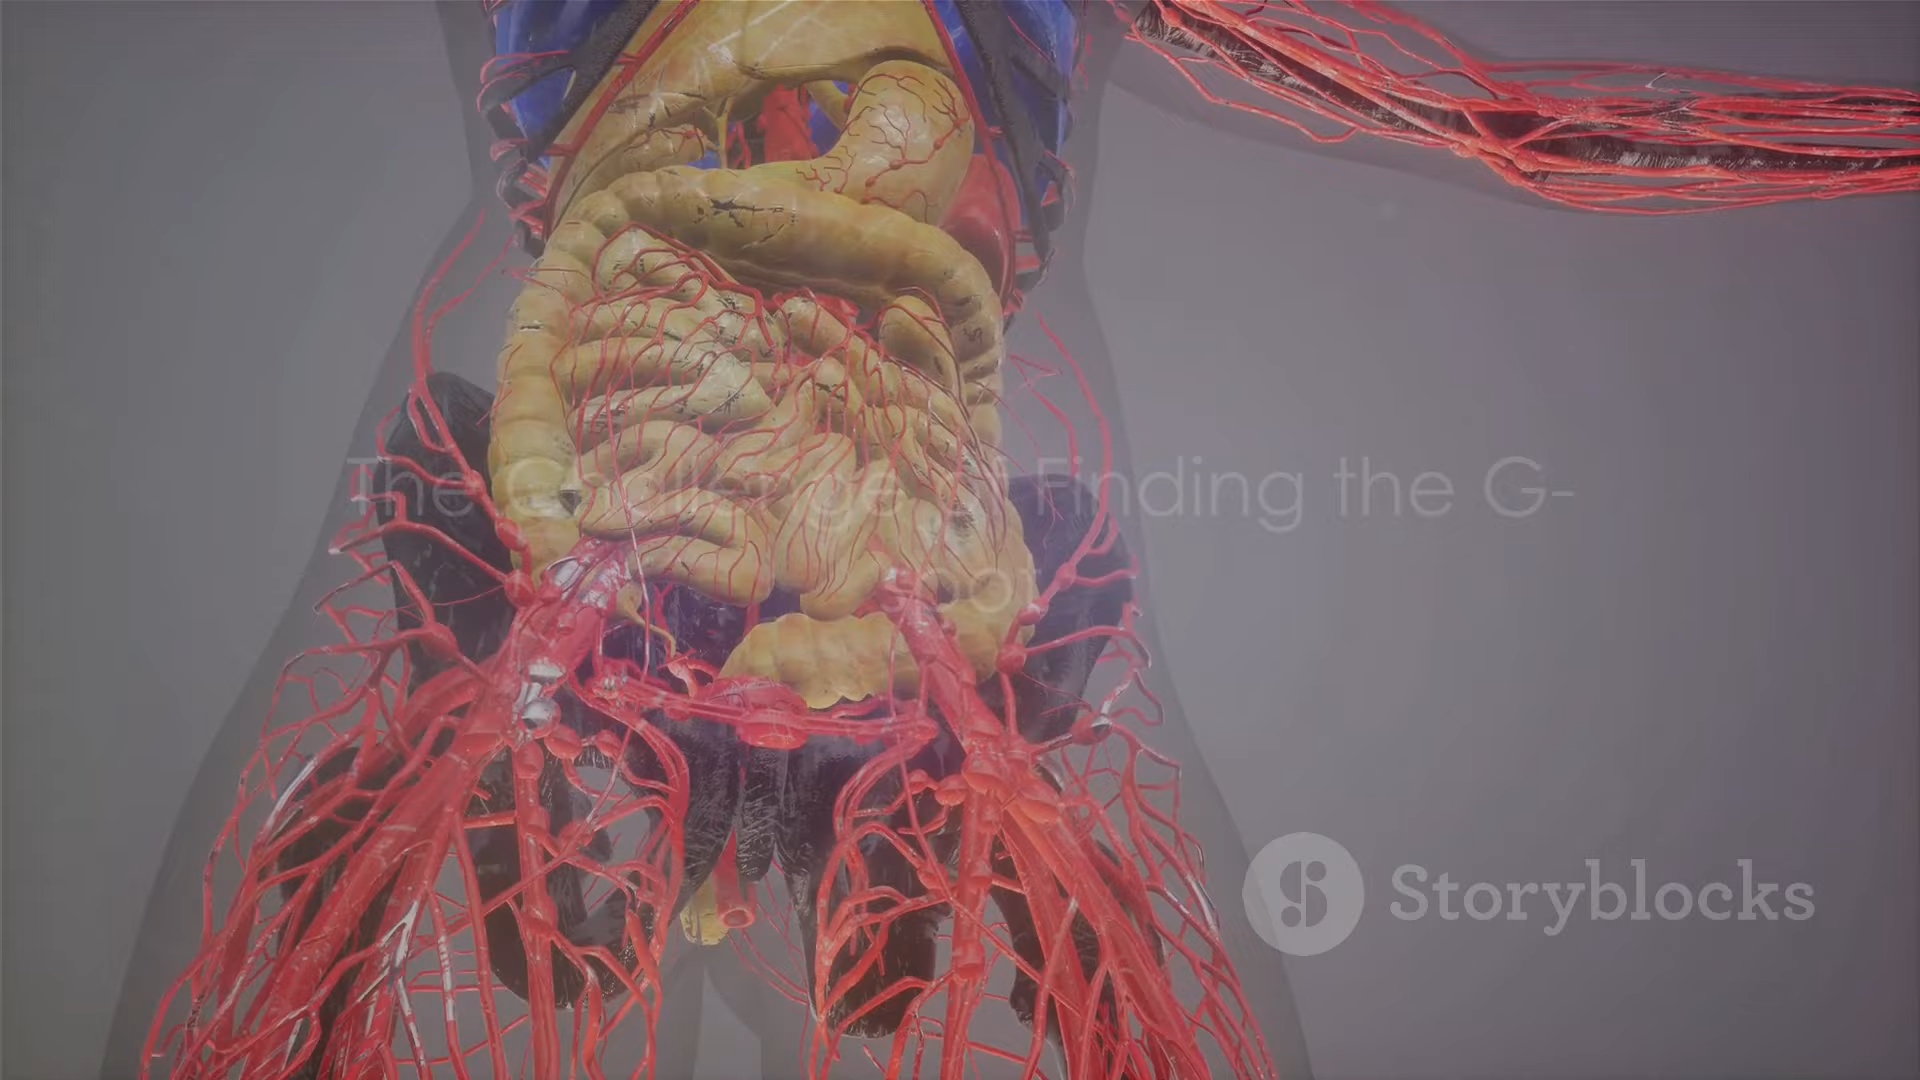 The Challenge of Finding the G-
spot
Storyblocks